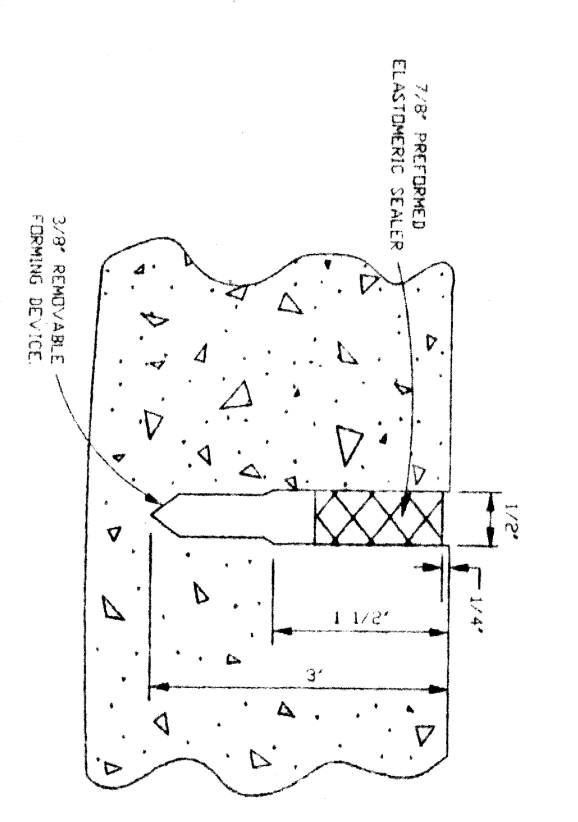 7/8" PREFORMED
ELASTOMERIC SEALER
1/2"
1/4"
1 1/2"
3"
3/8" REMOVABLE
FORMING DEVICE.